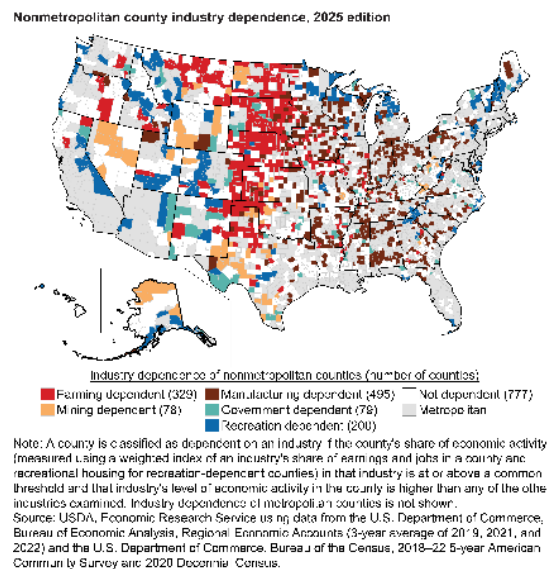 Nonmetropolitan county industry dependence, 2025 edition
Industry dependence of nonmetropolitan counties (number of counties)
Farming dependent (329) Manufacturing dependent (495) Not dependent (777)
Mining dependent (78) Government dependent (79) Metropolitan
Recreation dependent (200)
Note: A county is classified as dependent on an industry if the county's share of economic activity
(measured using a weighted index of an industry's share of earnings and jobs in a county and
recreational housing for recreation-dependent counties) in that industry is at or above a common
threshold and that industry's level of economic activity in the county is higher than any of the othe
industries examined. Industry dependence of metropolitan counties is not shown.
Source: USDA, Economic Research Service using data from the U.S. Department of Commerce,
Bureau of Economic Analysis, Regional Economic Accounts (3-year average of 2019, 2021, and
2022) and the U.S. Department of Commerce, Bureau of the Census, 2018–22 5-year American
Community Survey and 2020 Decennial Census.